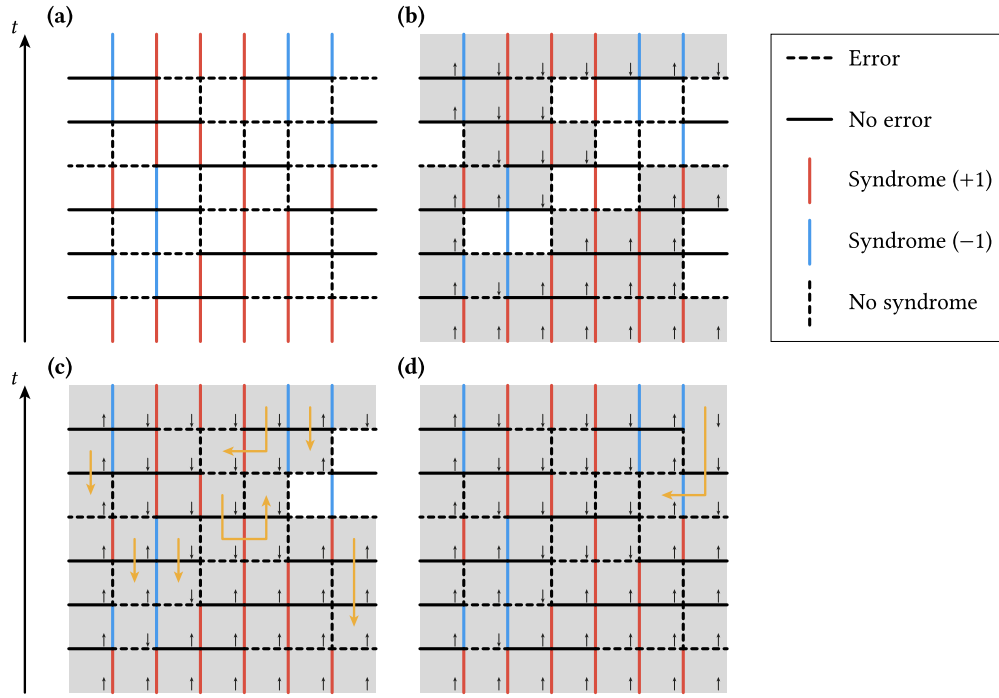 (a)
(b)
t
Error
No error
Syndrome (+1)
Syndrome (−1)
No syndrome
(c)
(d)
t